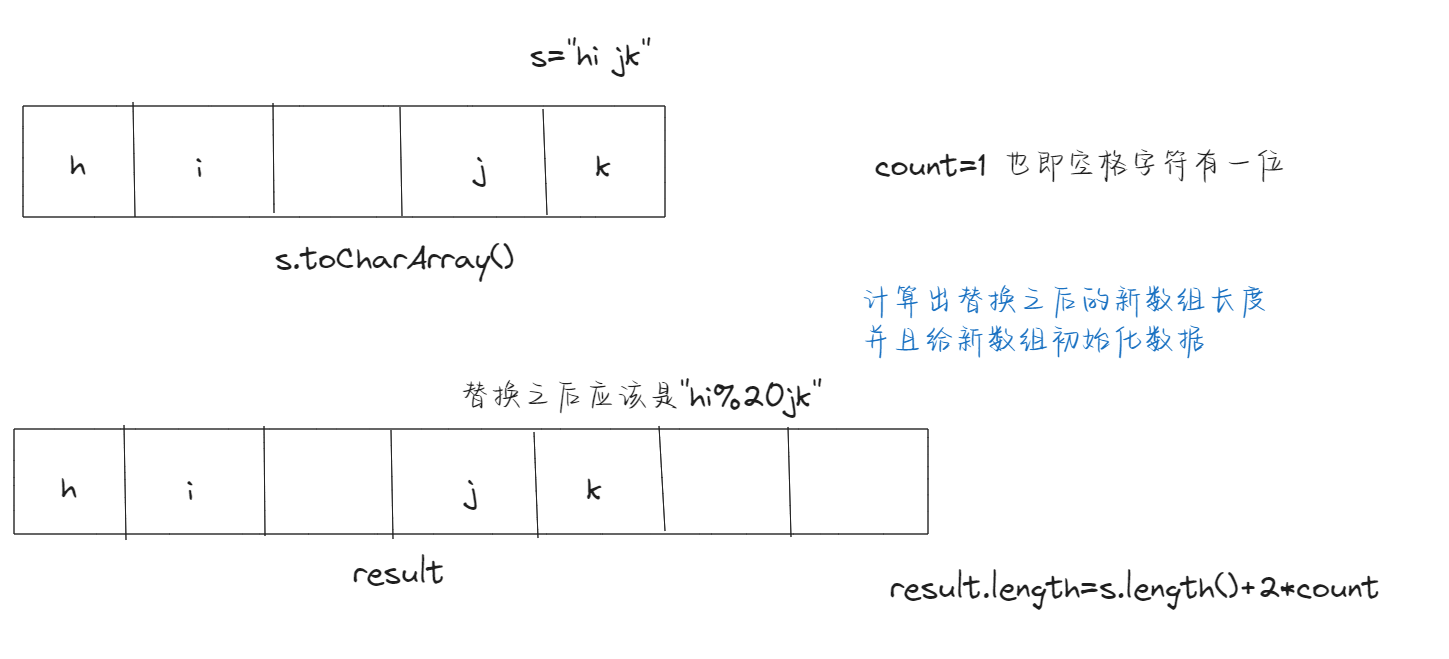 s="hi jk"
h i j k
count=1 也即空格字符有一位
s.toCharArray()
计算出替换之后的新数组长度
并且给新数组初始化数据
替换之后应该是"hi%20jk"
h i j k
result
result.length=s.length()+2*count